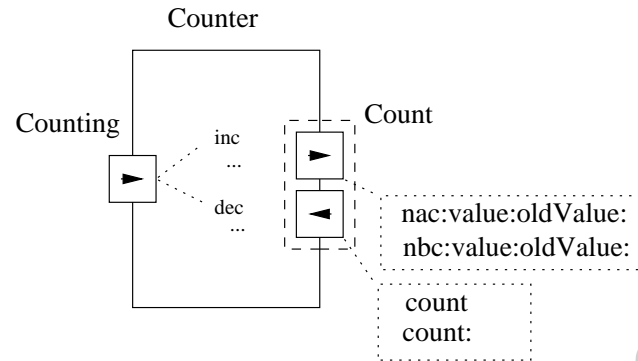 Counter
Counting
Count
inc
...
dec
...
nac:value:oldValue:
nbc:value:oldValue:
count
count: